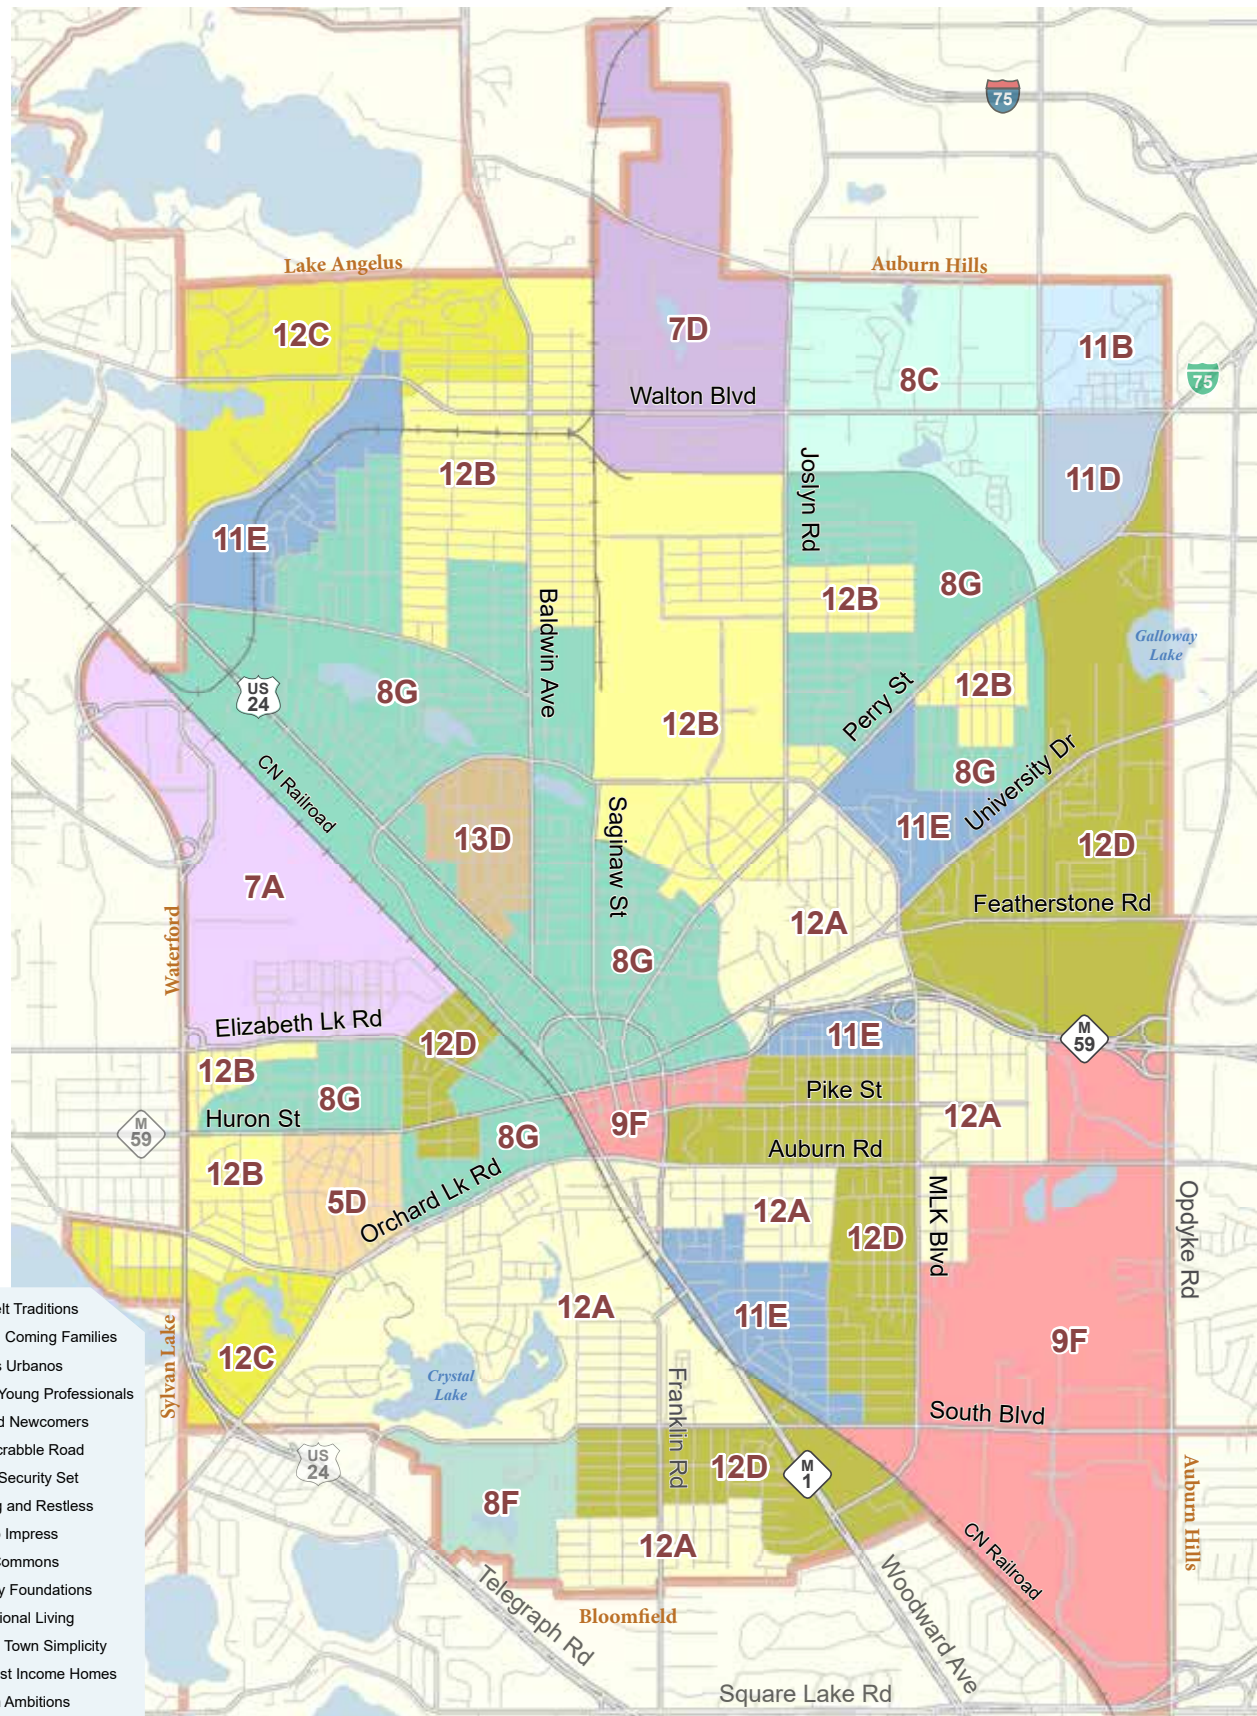 75
Lake Angelus
Auburn Hills
12C
7D
11B
8C
75
Walton Blvd
12B
Joslyn Rd
11D
11E
8G
12B
Baldwin Ave
Galloway
Lake
US
24
8G
12B
Perry St
12B
CN Railroad
8G
University Dr
13D
Saginaw St
11E
12D
7A
Featherstone Rd
12A
Waterford
8G
Elizabeth Lk Rd
12D
11E
M
59
12B
8G
Pike St
Huron St
M
59
8G
9F
12A
Auburn Rd
12B
5D
Orchard Lk Rd
12A
MLK Blvd
Opdyke Rd
12D
12A
11E
9F
12C
Sylvan Lake
Crystal
Lake
Franklin Rd
South Blvd
US
24
12D
M
1
8F
12A
Auburn Hills
CN Railroad
Telegraph Rd
Woodward Ave
Bloomfield
Square Lake Rd
Traditions
Coming Families
Urbanos
Young Professionals
Newcomers
Road
Security Set
and Restless
Impress
Foundations
Living
Town Simplicity
Income Homes
Ambitions